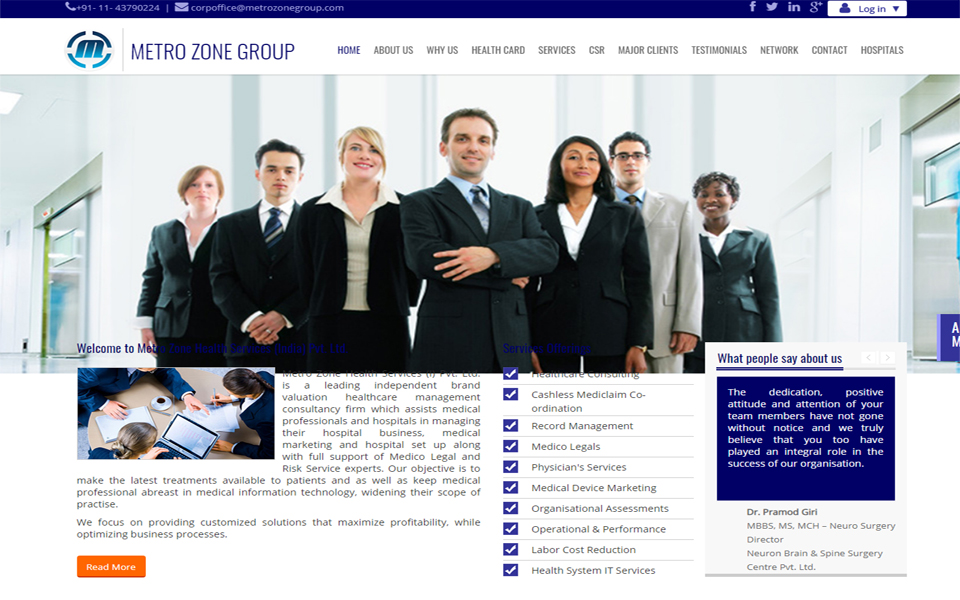 +91- 11- 43790224 | corpoffice@metrozonegroup.com
Log in
m METRO ZONE GROUP
HOME ABOUT US WHY US HEALTH CARD SERVICES CSR MAJOR CLIENTS TESTIMONIALS NETWORK CONTACT HOSPITALS
A
M
Welcome to Metro Zone Health Services (India) Pvt. Ltd.
Metro Zone Health Services (I) Pvt. Ltd.
is a leading independent brand
valuation healthcare management
consultancy firm which assists medical
professionals and hospitals in managing
their hospital business, medical
marketing and hospital set up along
with full support of Medico Legal and
Risk Service experts. Our objective is to
make the latest treatments available to patients and as well as keep medical
professional abreast in medical information technology, widening their scope of
practise.
We focus on providing customized solutions that maximize profitability, while
optimizing business processes.
Read More
Services Offerings
Healthcare Consulting
Cashless Mediclaim Co-
ordination
Record Management
Medico Legals
Physician's Services
Medical Device Marketing
Organisational Assessments
Operational & Performance
Labor Cost Reduction
Health System IT Services
What people say about us
The dedication, positive
attitude and attention of your
team members have not gone
without notice and we truly
believe that you too have
played an integral role in the
success of our organisation.
Dr. Pramod Giri
MBBS, MS, MCH – Neuro Surgery
Director
Neuron Brain & Spine Surgery
Centre Pvt. Ltd.